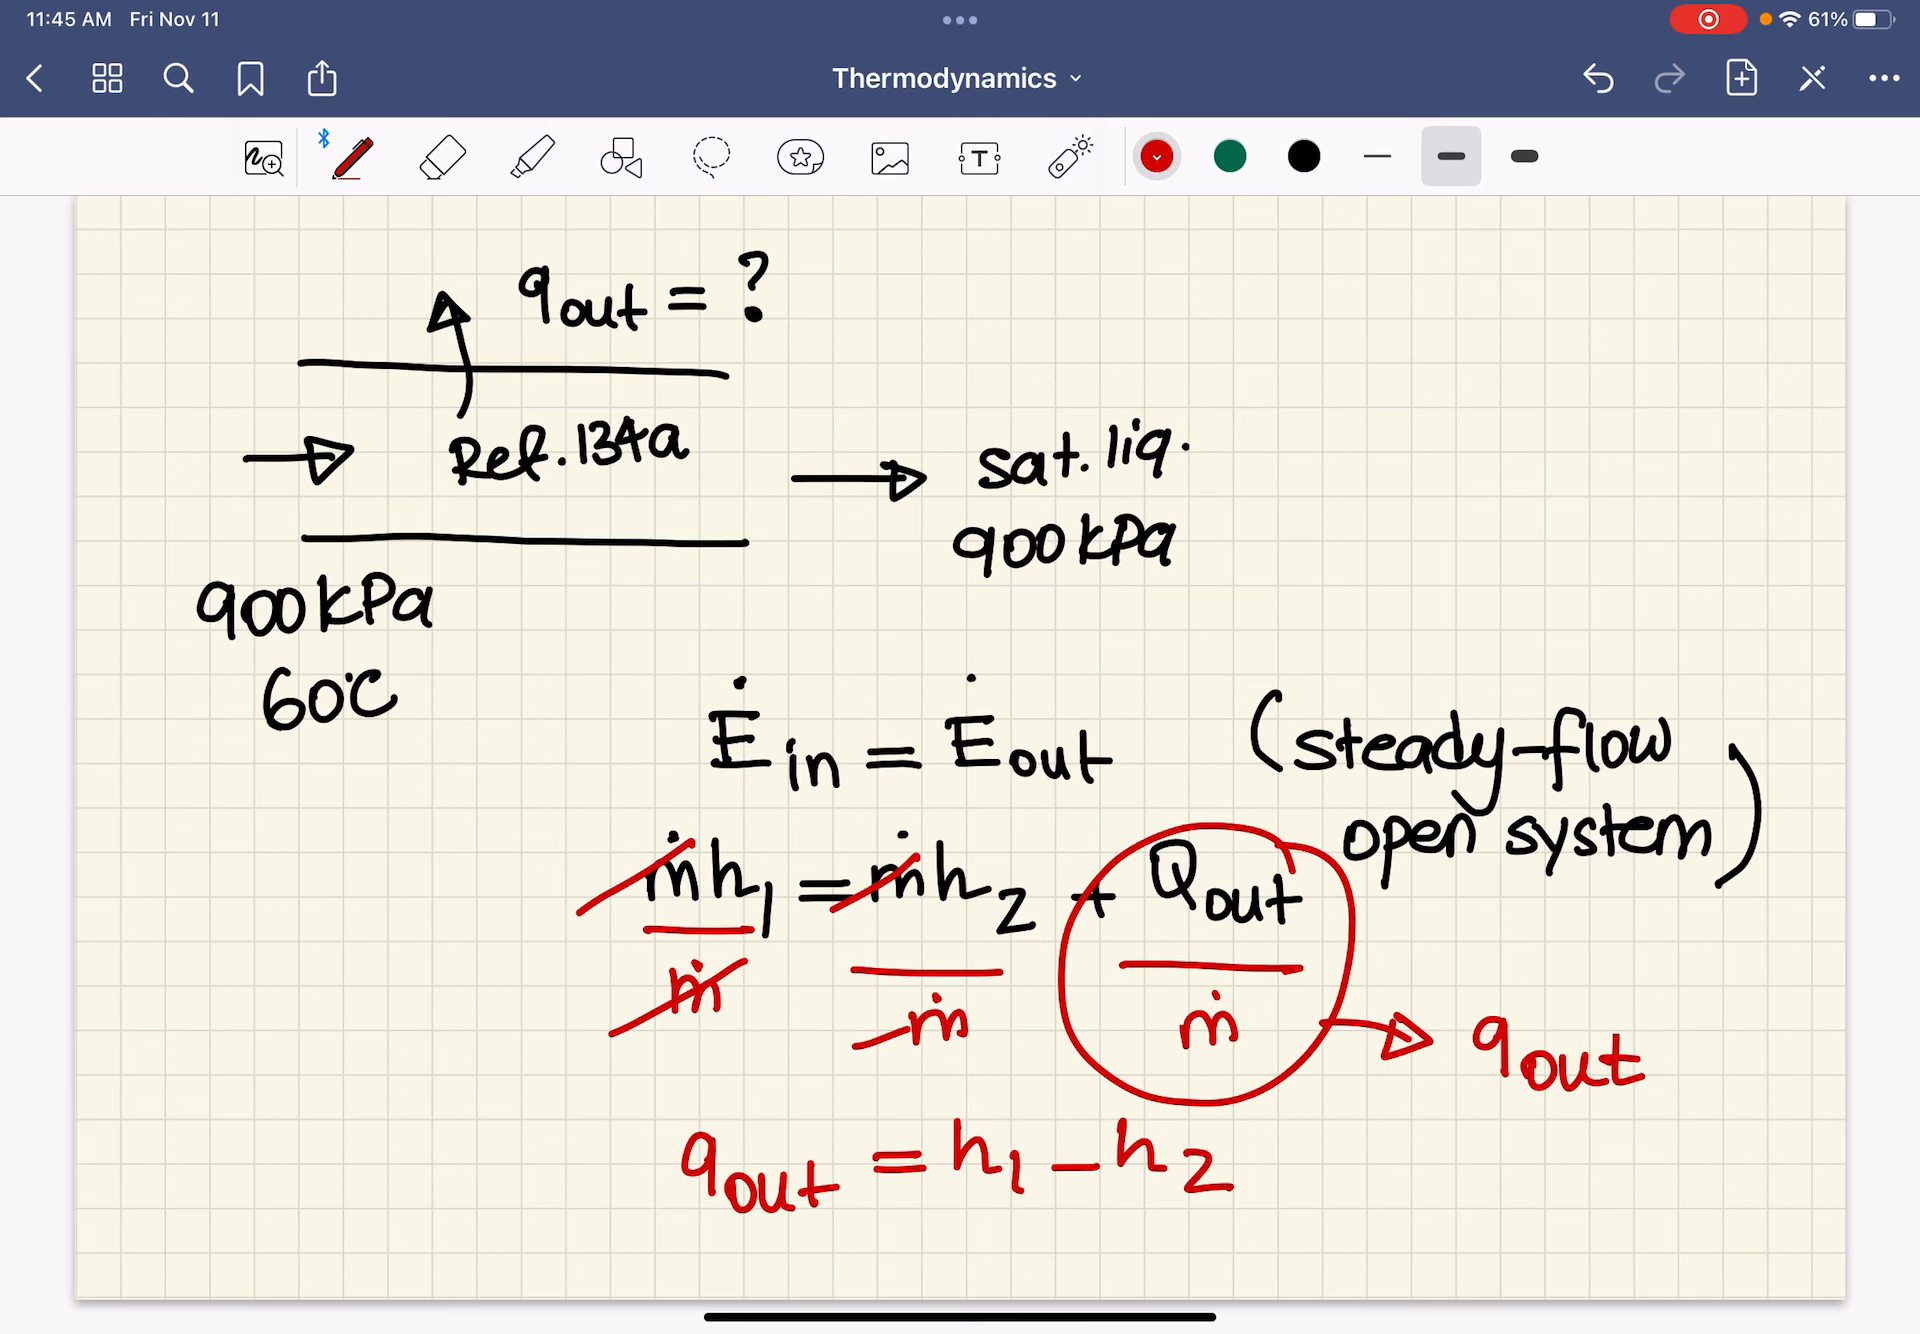 11:45 AM Fri Nov 11
61%
Thermodynamics
T
qout = ?
Ref. 134a
sat. liq.
900 kPa
900 kPa
60°C
Ėin = Ėout (steady-flow
open system)
ṁh1 = ṁh2 + Qout
ṁ ṁ ṁ
qout
qout = h1 - h2